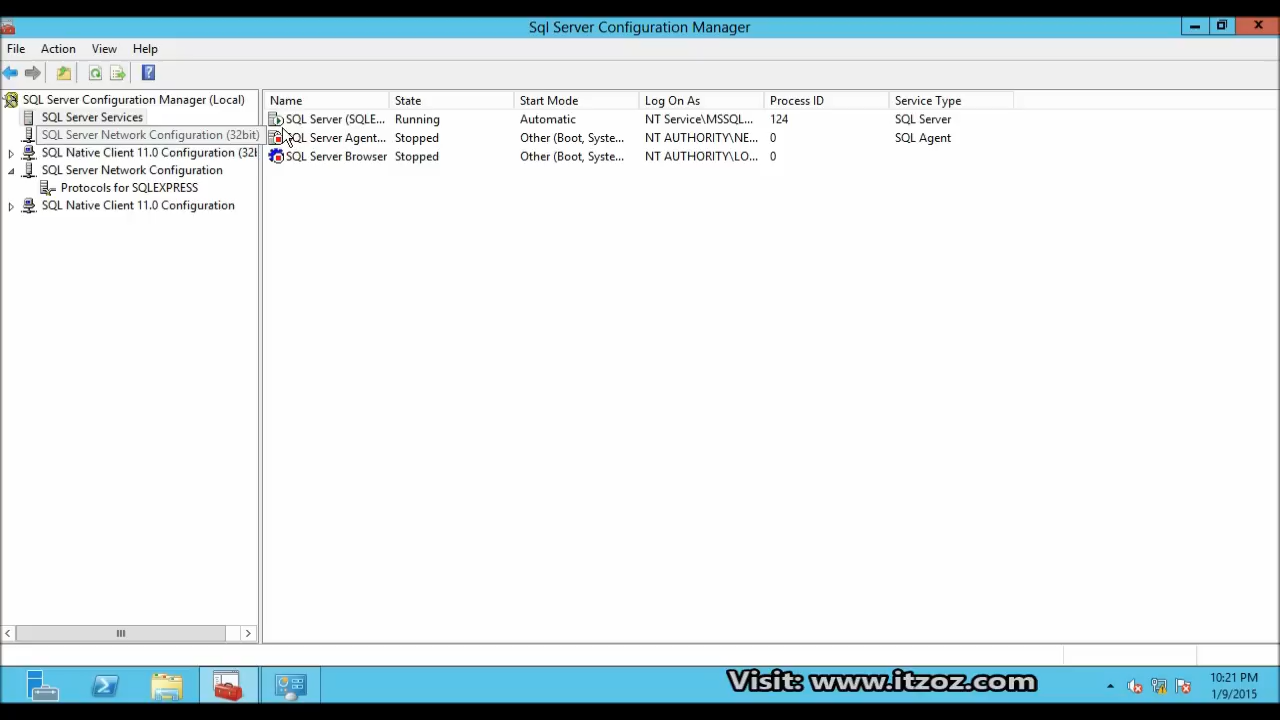 Sql Server Configuration Manager
File Action View Help
SQL Server Configuration Manager (Local)
SQL Server Services
SQL Server Network Configuration (32bit)
SQL Native Client 11.0 Configuration (32l
SQL Server Network Configuration
Protocols for SQLEXPRESS
SQL Native Client 11.0 Configuration
Name State Start Mode Log On As Process ID Service Type
SQL Server (SQLE... Running Automatic NT Service\MSSQL... 124 SQL Server
SQL Server Agent... Stopped Other (Boot, Syste... NT AUTHORITY\NE... 0 SQL Agent
SQL Server Browser Stopped Other (Boot, Syste... NT AUTHORITY\LO... 0
Visit: www.itzoz.com
10:21 PM
1/9/2015